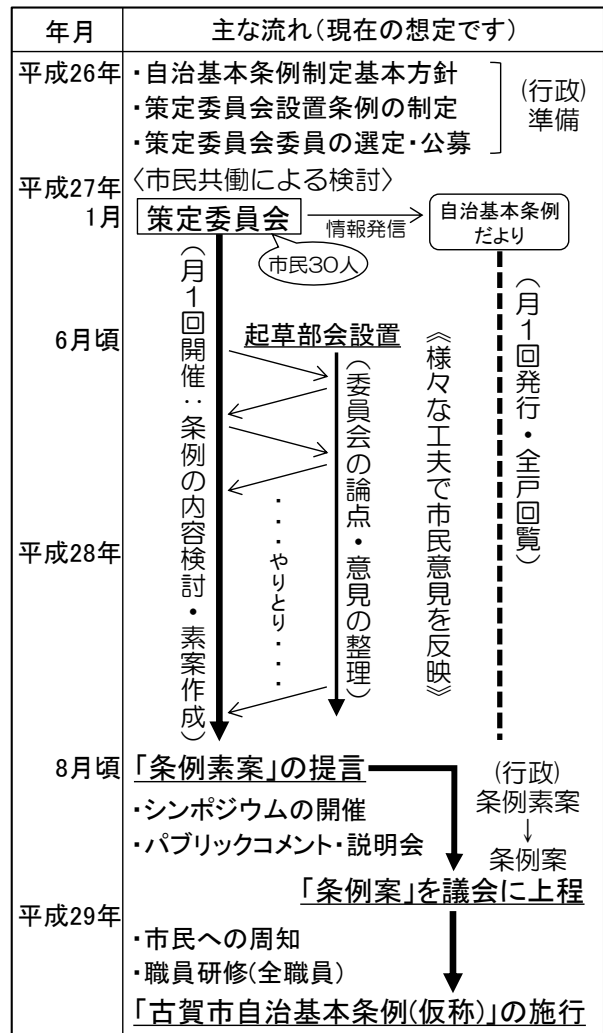 年月
主な流れ(現在の想定です)
平成26年
・自治基本条例制定基本方針
・策定委員会設置条例の制定
・策定委員会委員の選定・公募
(行政)
準備
平成27年
1月
〈市民共働による検討〉
策定委員会
情報発信
自治基本条例
だより
市民30人
(月1回開催:条例の内容検討・素案作成)
6月頃
起草部会設置
(委員会の論点・意見の整理)
・・・やりとり・・・・
《様々な工夫で市民意見を反映》
(月1回発行・全戸回覧)
平成28年
8月頃
「条例素案」の提言
・シンポジウムの開催
・パブリックコメント・説明会
(行政)
条例素案
↓
条例案
「条例案」を議会に上程
平成29年
・市民への周知
・職員研修(全職員)
「古賀市自治基本条例(仮称)」の施行